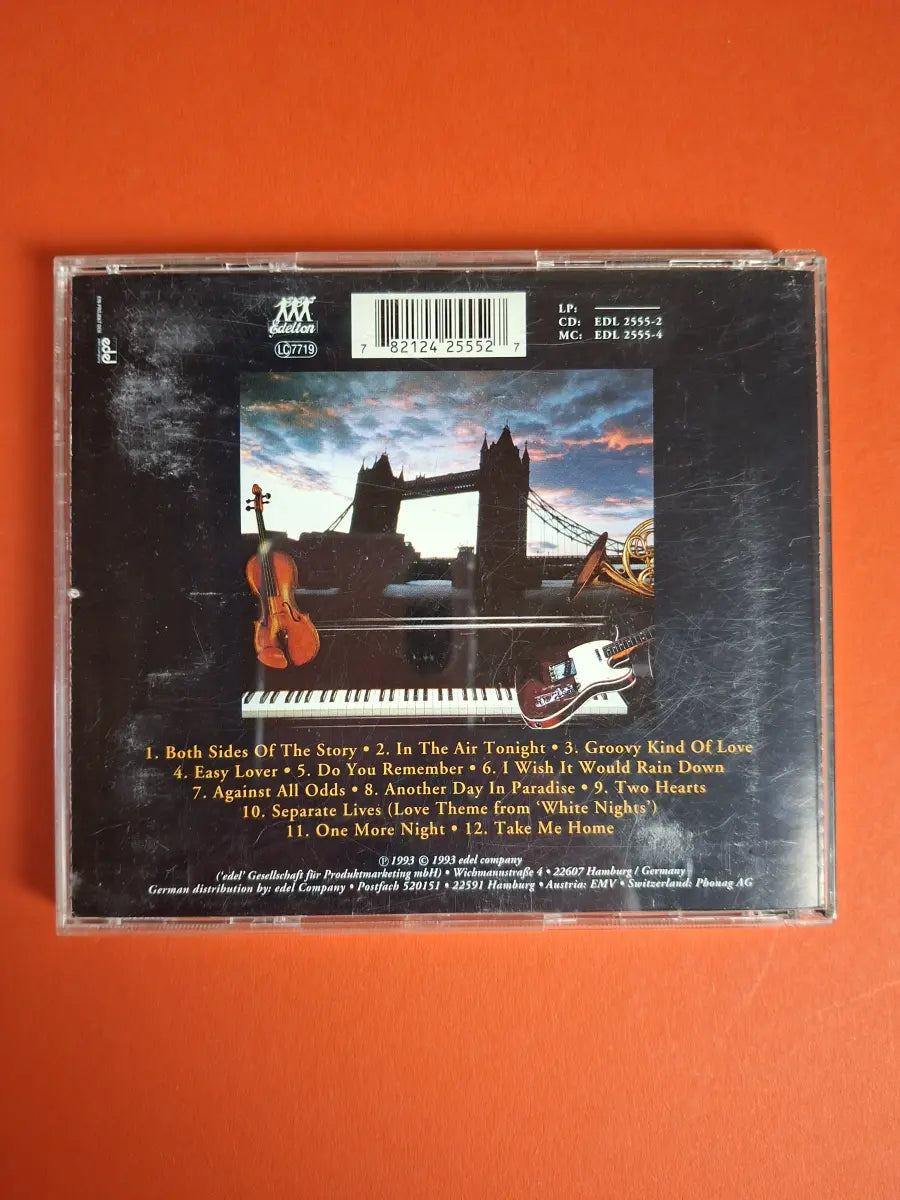 edel
Edelton
LC 7719
7 82124 25552 7
LP:
CD: EDL 2555-2
MC: EDL 2555-4
1. Both Sides Of The Story • 2. In The Air Tonight • 3. Groovy Kind Of Love
4. Easy Lover • 5. Do You Remember • 6. I Wish It Would Rain Down
7. Against All Odds • 8. Another Day In Paradise • 9. Two Hearts
10. Separate Lives (Love Theme from ‘White Nights’)
11. One More Night • 12. Take Me Home
℗ 1993 © 1993 edel company
(‘edel’ Gesellschaft für Produktmarketing mbH) • Wichmannstraße 4 • 22607 Hamburg / Germany
German distribution by: edel Company • Postfach 520151 • 22591 Hamburg • Austria: EMV • Switzerland: Phonag AG